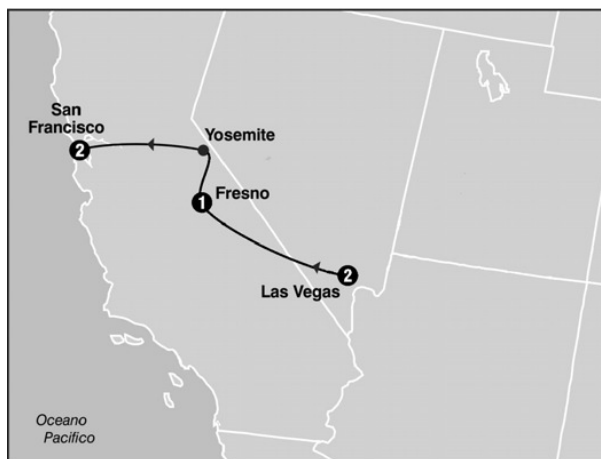 San
Francisco
2
Yosemite
1
Fresno
2
Las Vegas
Oceano
Pacifico